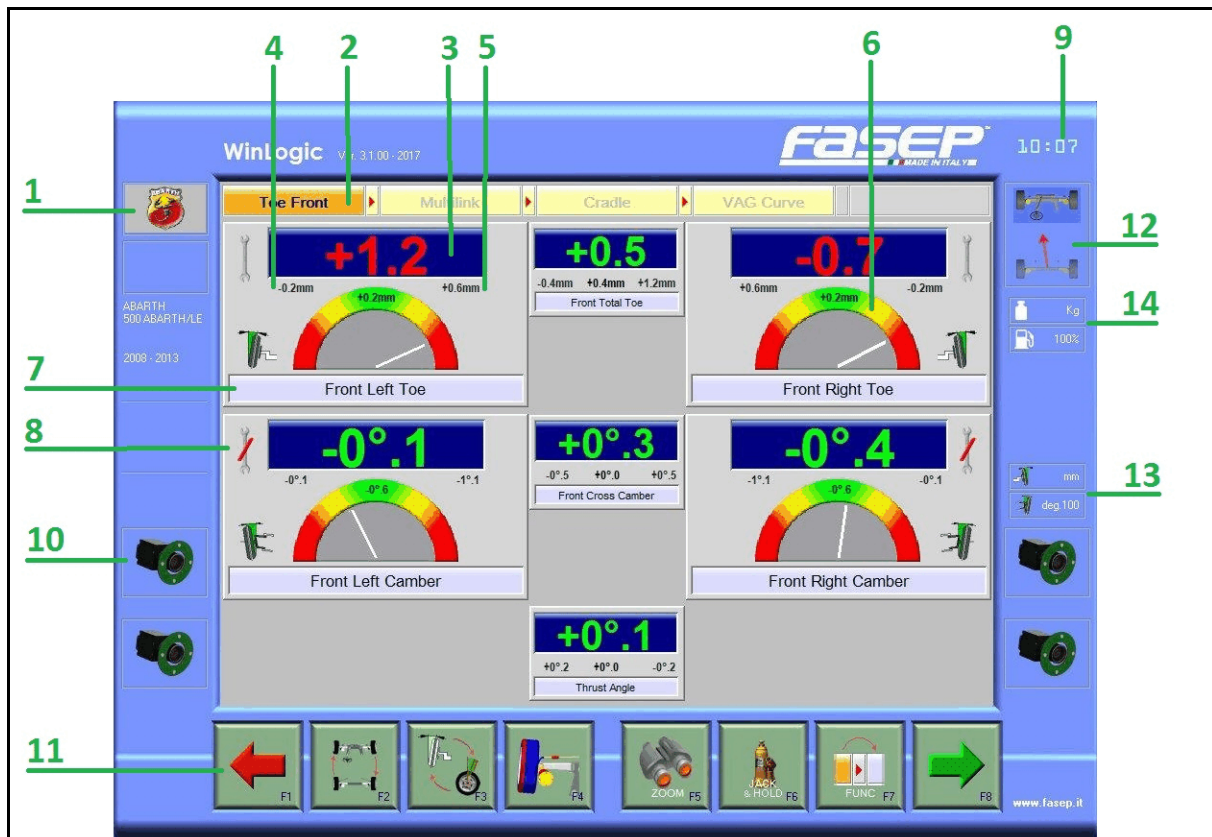 4 2 3 5 6 9
WinLogic Ver. 3.1.00 - 2017 FASEP 10:07
MADE IN ITALY
1
Toe Front Multilink Cradle VAG Curve
+1.2 +0.5 -0.7
12
-0.2mm +0.6mm -0.4mm +0.4mm +1.2mm +0.6mm -0.2mm
+0.2mm Front Total Toe +0.2mm
ABARTH
500 ABARTH/LE
Kg 14
100%
2008 - 2013
7 Front Left Toe Front Right Toe
8 -0°.1 +0°.3 -0°.4
-0°.1 -1°.1 -0°.5 +0°.0 +0°.5 -1°.1 -0°.1
-0°.6 Front Cross Camber -0°.6
mm 13
deg.100
10
Front Left Camber Front Right Camber
+0°.1
+0°.2 +0°.0 -0°.2
Thrust Angle
11
JACK
ZOOM & HOLD FUNC
F1 F2 F3 F4 F5 F6 F7 F8
www.fasep.it